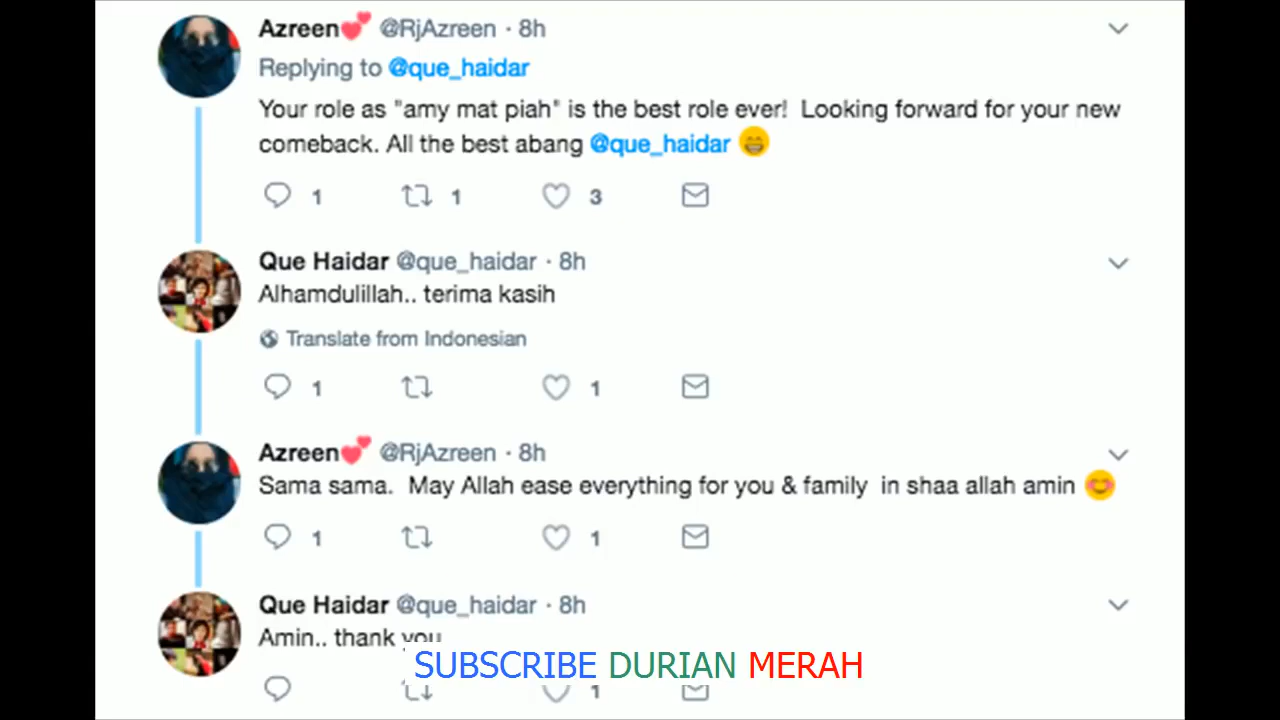 Azreen💕 @RjAzreen · 8h
Replying to @que_haidar
Your role as "amy mat piah" is the best role ever! Looking forward for your new
comeback. All the best abang @que_haidar 😁
1 1 3
Que Haidar @que_haidar · 8h
Alhamdulillah.. terima kasih
Translate from Indonesian
1 1
Azreen💕 @RjAzreen · 8h
Sama sama. May Allah ease everything for you & family in shaa allah amin 😊
1 1
Que Haidar @que_haidar · 8h
Amin.. thank you
SUBSCRIBE DURIAN MERAH
1